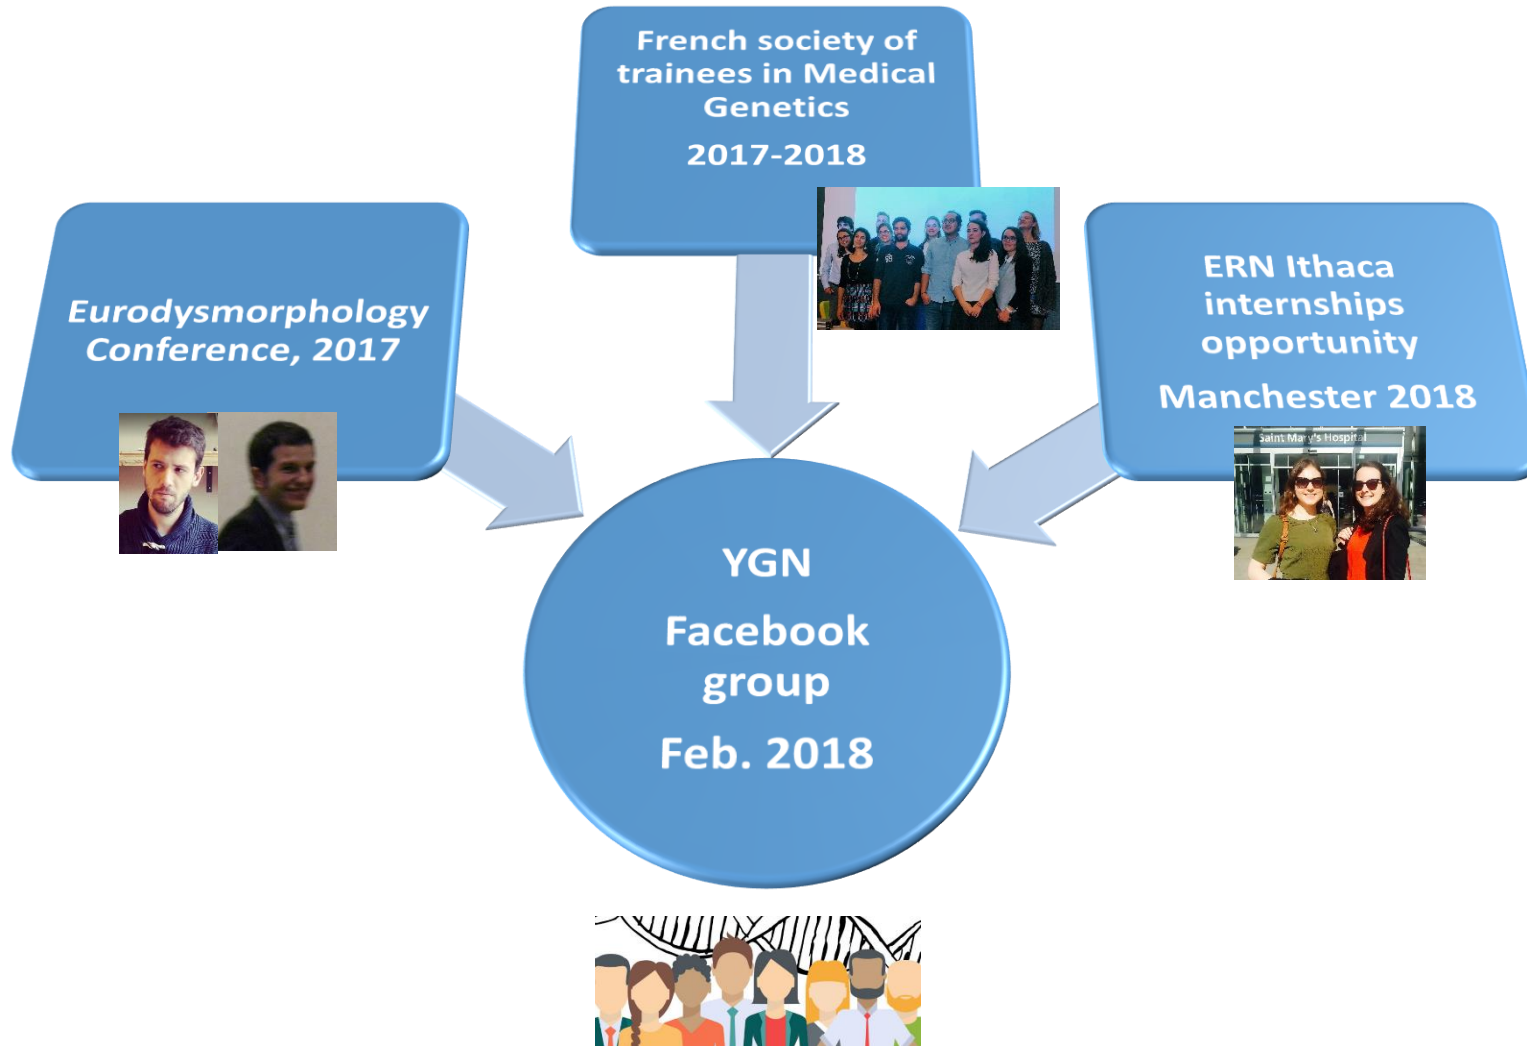 French society of
trainees in Medical
Genetics
2017-2018
Eurodysmorphology
Conference, 2017
ERN Ithaca
internships
opportunity
Manchester 2018
Saint Mary's Hospital
YGN
Facebook
group
Feb. 2018